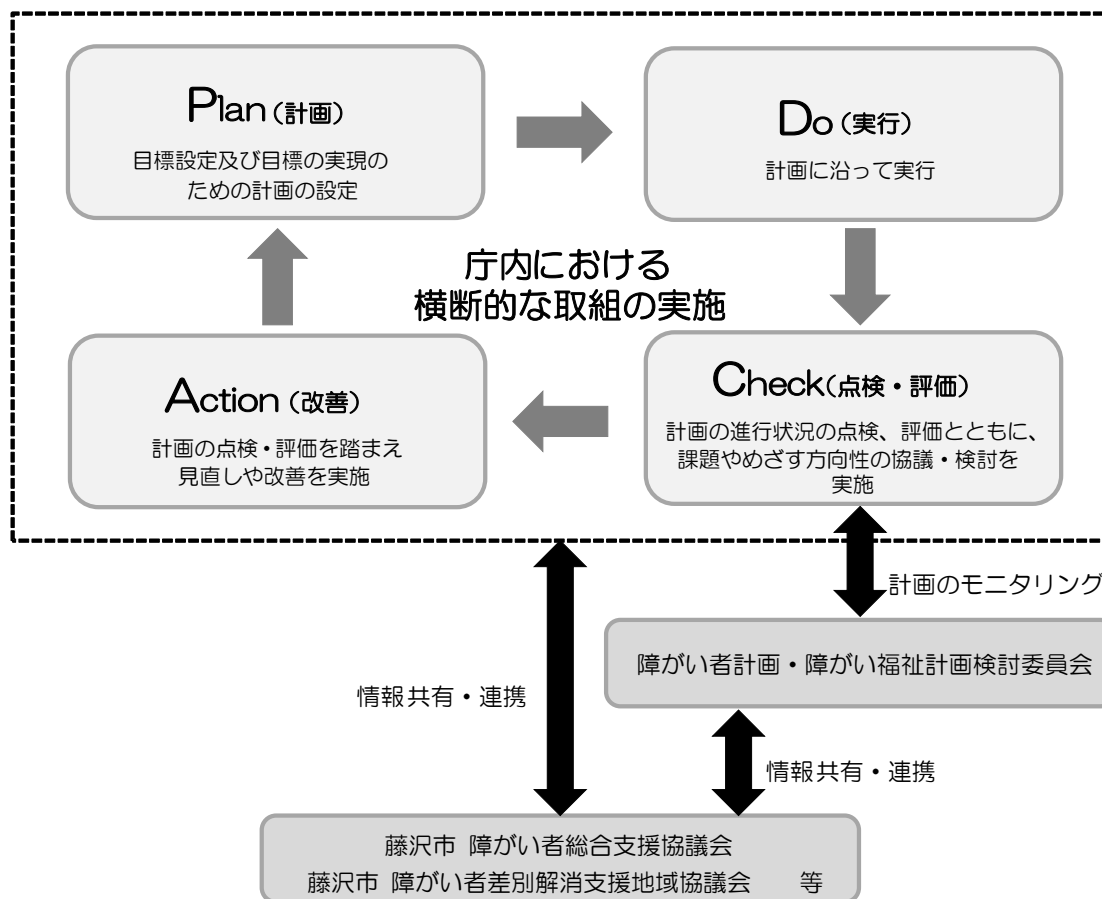 Plan（計画）
目標設定及び目標の実現の
ための計画の設定
Do（実行）
計画に沿って実行
庁内における
横断的な取組の実施
Action（改善）
計画の点検・評価を踏まえ
見直しや改善を実施
Check（点検・評価）
計画の進行状況の点検、評価とともに、
課題やめざす方向性の協議・検討を
実施
計画のモニタリング
障がい者計画・障がい福祉計画検討委員会
情報共有・連携
情報共有・連携
藤沢市 障がい者総合支援協議会
藤沢市 障がい者差別解消支援地域協議会　等